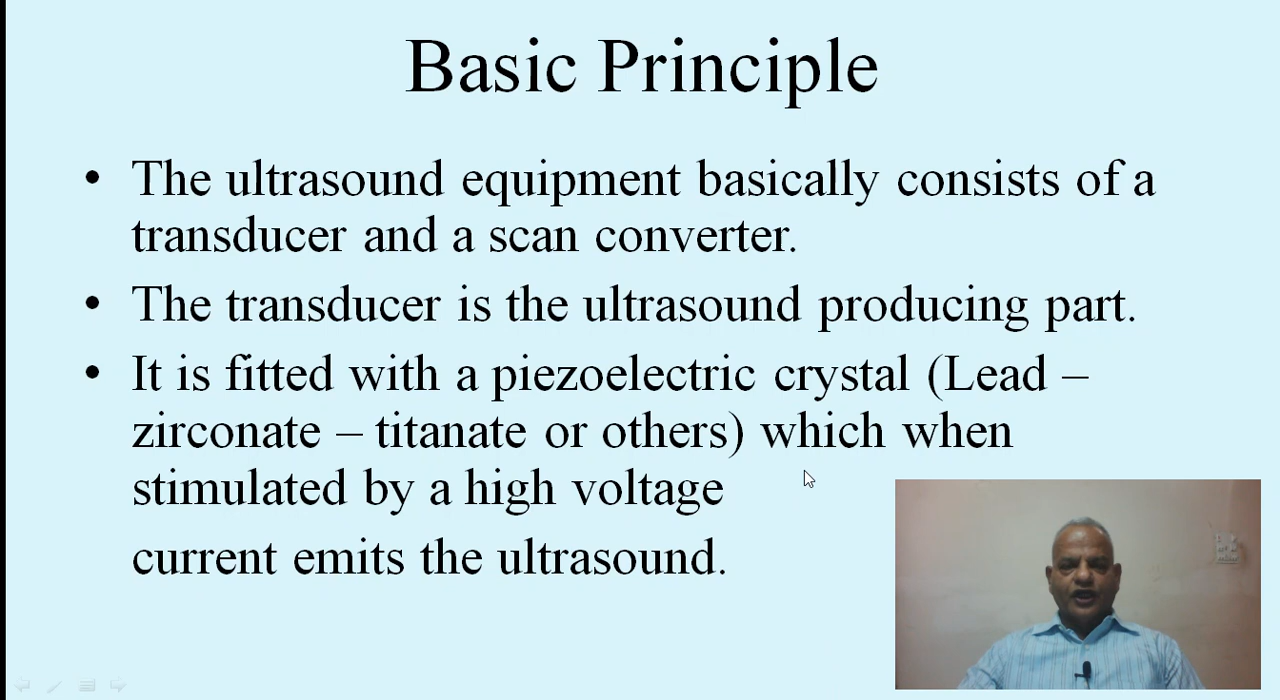 Basic Principle
• The ultrasound equipment basically consists of a
transducer and a scan converter.
• The transducer is the ultrasound producing part.
• It is fitted with a piezoelectric crystal (Lead –
zirconate – titanate or others) which when
stimulated by a high voltage
current emits the ultrasound.